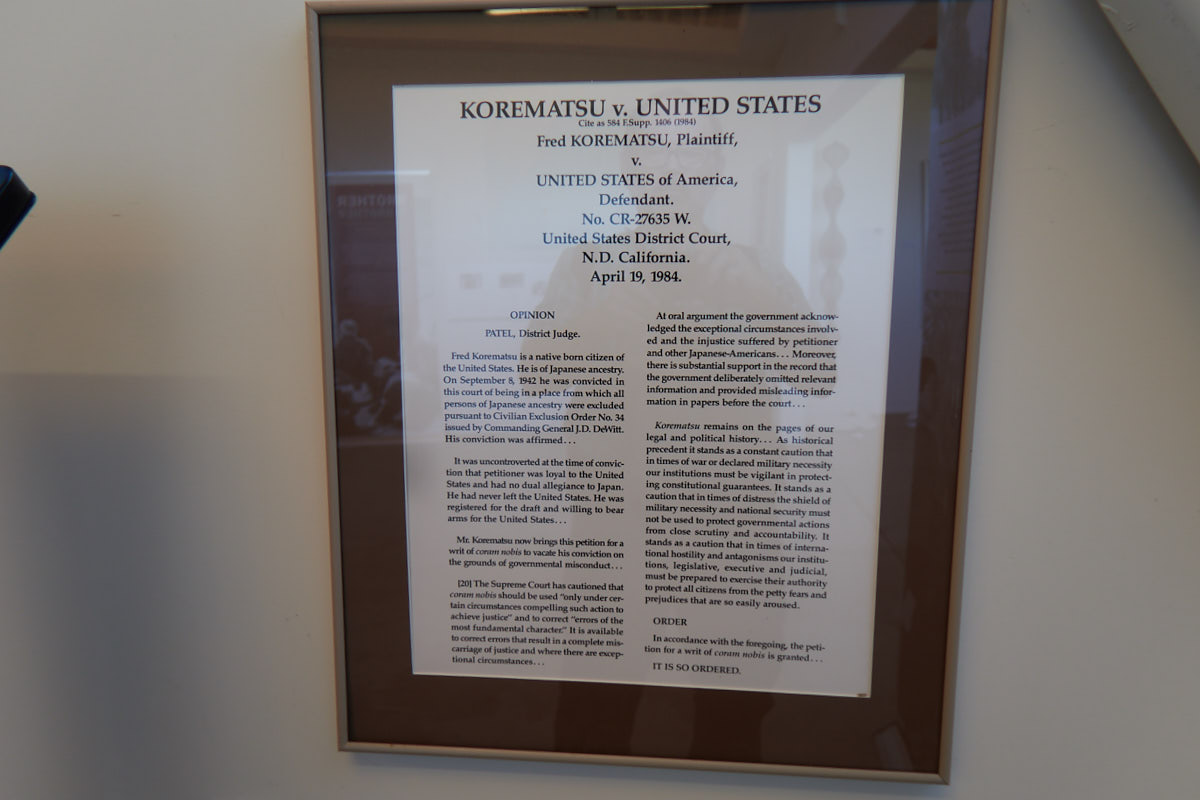 KOREMATSU v. UNITED STATES
Cite as 584 F.Supp. 1406 (1984)
Fred KOREMATSU, Plaintiff,
v.
UNITED STATES of America,
Defendant.
No. CR-27635 W.
United States District Court,
N.D. California.
April 19, 1984.
OPINION
PATEL, District Judge.
Fred Korematsu is a native born citizen of
the United States. He is of Japanese ancestry.
On September 8, 1942 he was convicted in
this court of being in a place from which all
persons of Japanese ancestry were excluded
pursuant to Civilian Exclusion Order No. 34
issued by Commanding General J.D. DeWitt.
His conviction was affirmed...
It was uncontroverted at the time of convic-
tion that petitioner was loyal to the United
States and had no dual allegiance to Japan.
He had never left the United States. He was
registered for the draft and willing to bear
arms for the United States...
Mr. Korematsu now brings this petition for a
writ of coram nobis to vacate his conviction on
the grounds of governmental misconduct...
[20] The Supreme Court has cautioned that
coram nobis should be used "only under cer-
tain circumstances compelling such action to
achieve justice" and to correct "errors of the
most fundamental character." It is available
to correct errors that result in a complete mis-
carriage of justice and where there are excep-
tional circumstances...
At oral argument the government acknow-
ledged the exceptional circumstances involv-
ed and the injustice suffered by petitioner
and other Japanese-Americans... Moreover,
there is substantial support in the record that
the government deliberately omitted relevant
information and provided misleading infor-
mation in papers before the court...
Korematsu remains on the pages of our
legal and political history... As historical
precedent it stands as a constant caution that
in times of war or declared military necessity
our institutions must be vigilant in protect-
ing constitutional guarantees. It stands as a
caution that in times of distress the shield of
military necessity and national security must
not be used to protect governmental actions
from close scrutiny and accountability. It
stands as a caution that in times of interna-
tional hostility and antagonisms our institu-
tions, legislative, executive and judicial,
must be prepared to exercise their authority
to protect all citizens from the petty fears and
prejudices that are so easily aroused.
ORDER
In accordance with the foregoing, the peti-
tion for a writ of coram nobis is granted...
IT IS SO ORDERED.